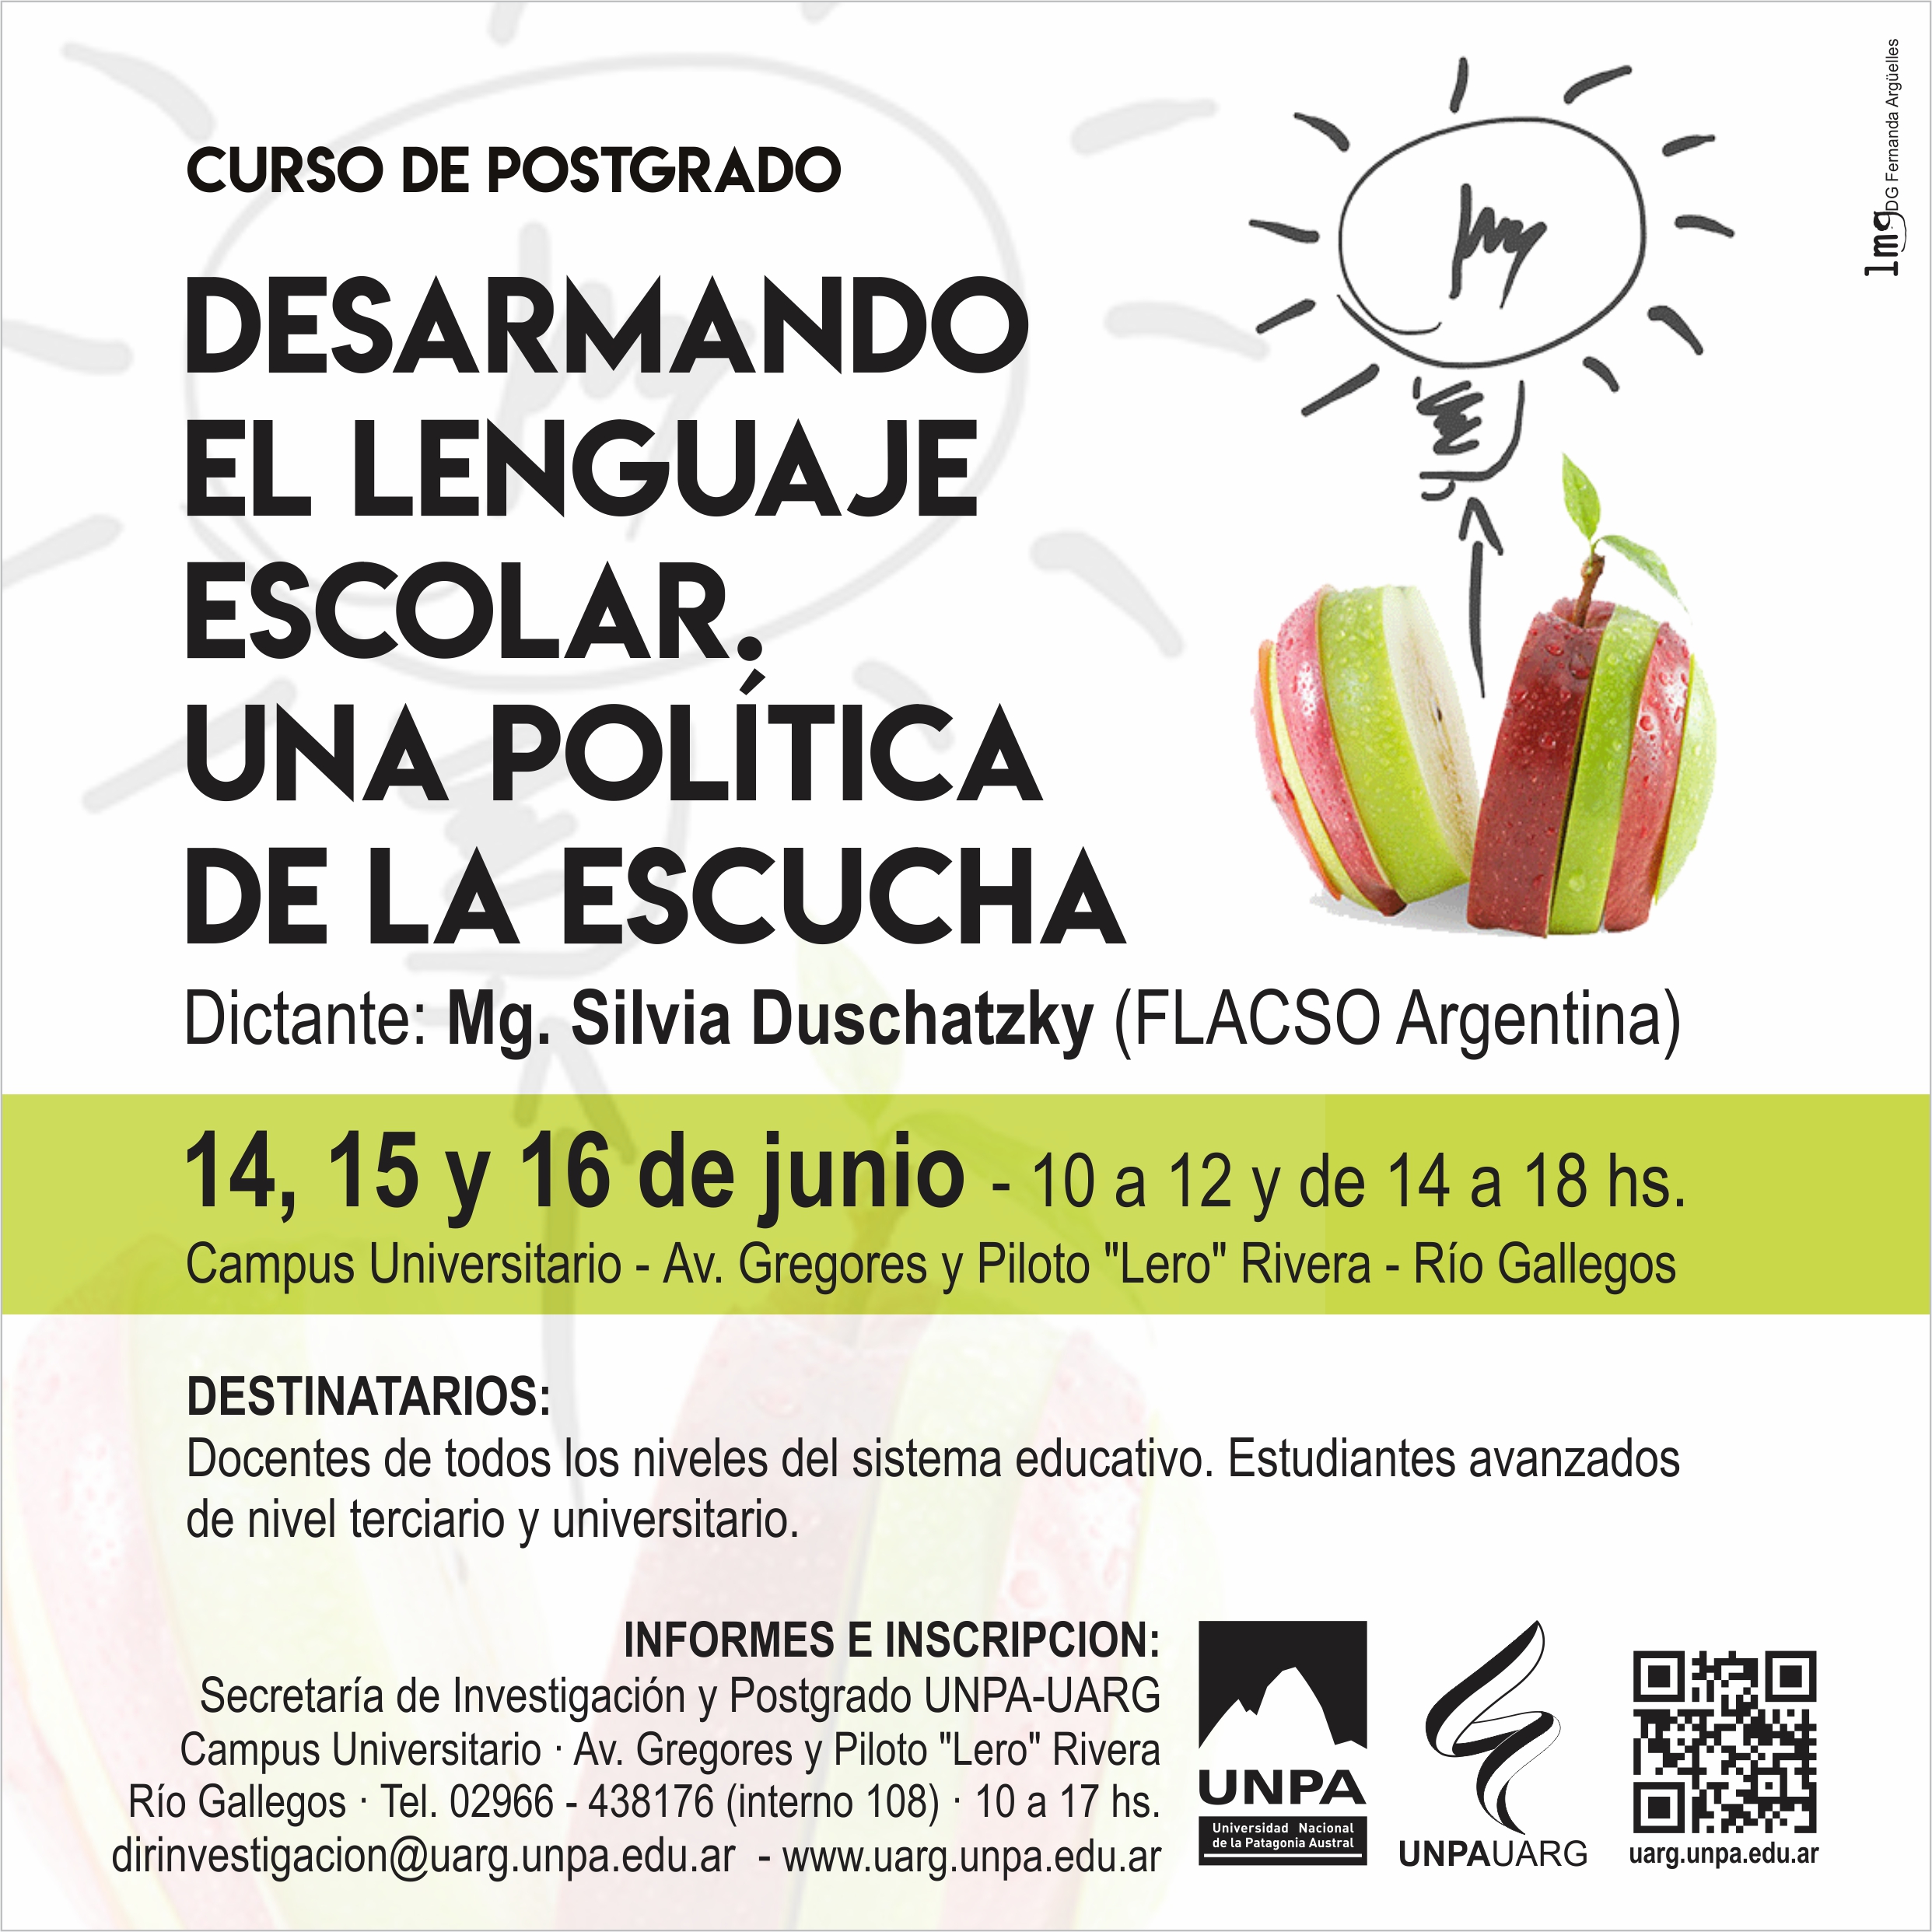 CURSO DE POSTGRADO
DESARMANDO
EL LENGUAJE
ESCOLAR.
UNA POLÍTICA
DE LA ESCUCHA
Dictante: Mg. Silvia Duschatzky (FLACSO Argentina)
14, 15 y 16 de junio - 10 a 12 y de 14 a 18 hs.
Campus Universitario - Av. Gregores y Piloto "Lero" Rivera - Río Gallegos
DESTINATARIOS:
Docentes de todos los niveles del sistema educativo. Estudiantes avanzados
de nivel terciario y universitario.
INFORMES E INSCRIPCION:
Secretaría de Investigación y Postgrado UNPA-UARG
Campus Universitario · Av. Gregores y Piloto "Lero" Rivera
Río Gallegos · Tel. 02966 - 438176 (interno 108) · 10 a 17 hs.
dirinvestigacion@uarg.unpa.edu.ar - www.uarg.unpa.edu.ar
UNPA
Universidad Nacional
de la Patagonia Austral
UNPAUARG
uarg.unpa.edu.ar
lmg DG Fernanda Argüelles